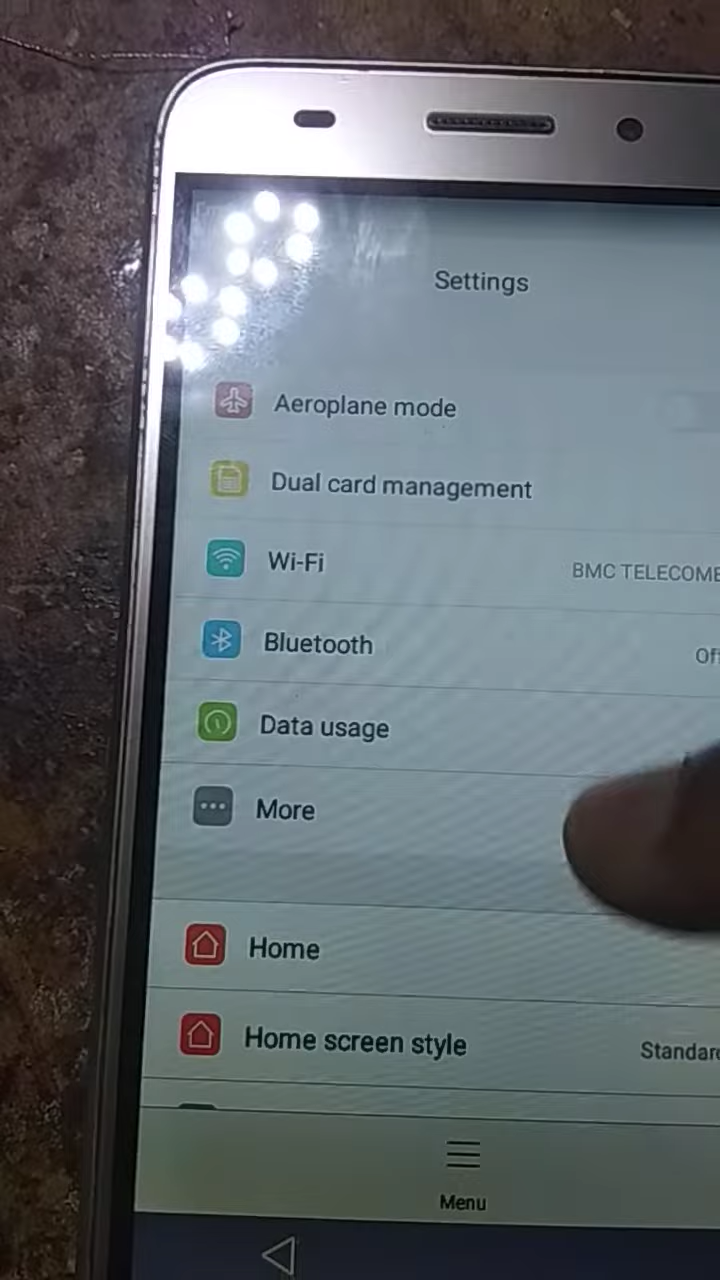 Settings
Aeroplane mode
Dual card management
Wi-Fi
BMC TELECOME
Bluetooth
Off
Data usage
More
Home
Home screen style
Standard
Menu